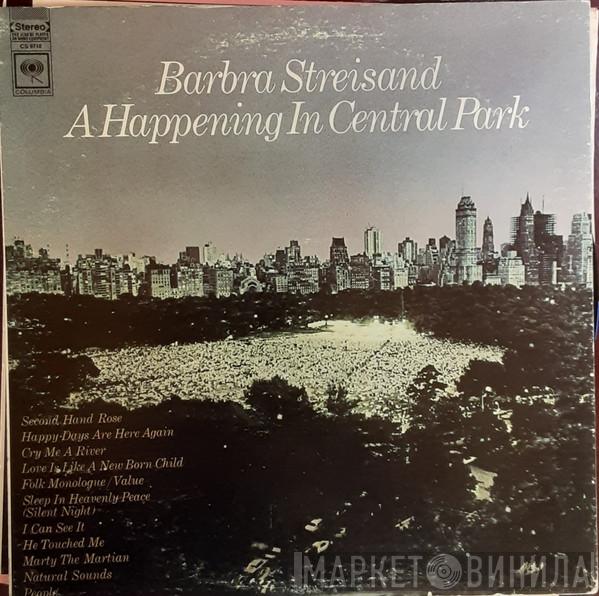 Stereo
CS 9710
COLUMBIA
Barbra Streisand
A Happening In Central Park
Second Hand Rose
Happy Days Are Here Again
Cry Me A River
Love Is Like A New Born Child
Folk Monologue/Value
Sleep In Heavenly Peace
(Silent Night)
I Can See It
He Touched Me
Marty The Martian
Natural Sounds
People
МАРКЕТ ВИНИЛА